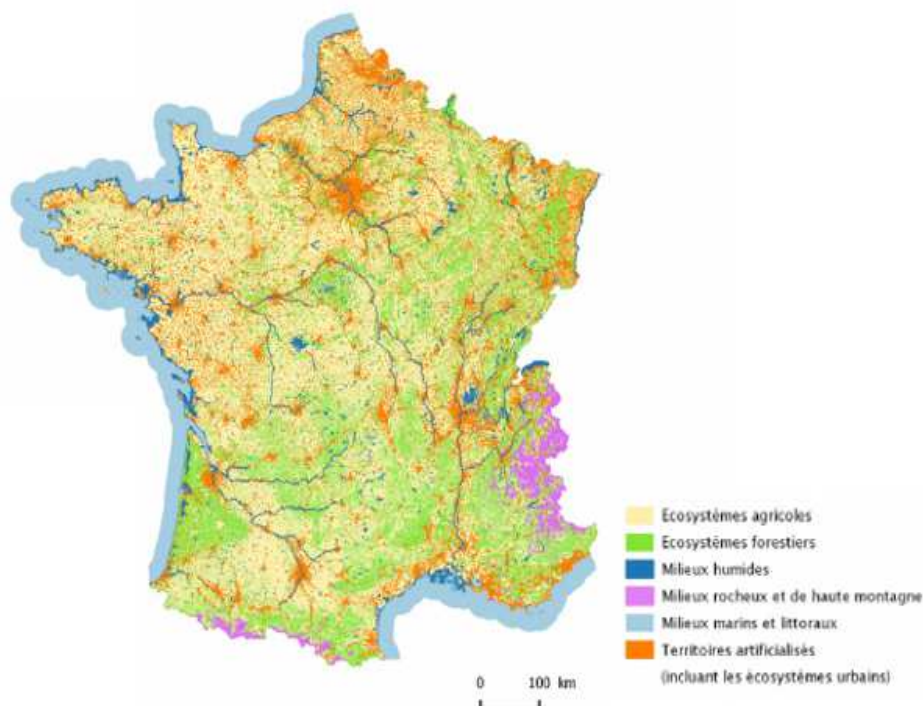 Ecosystèmes agricoles
Ecosystèmes forestiers
Milieux humides
Milieux rocheux et de haute montagne
Milieux marins et littoraux
Territoires artificialisés
(incluant les écosystèmes urbains)
0 100 km